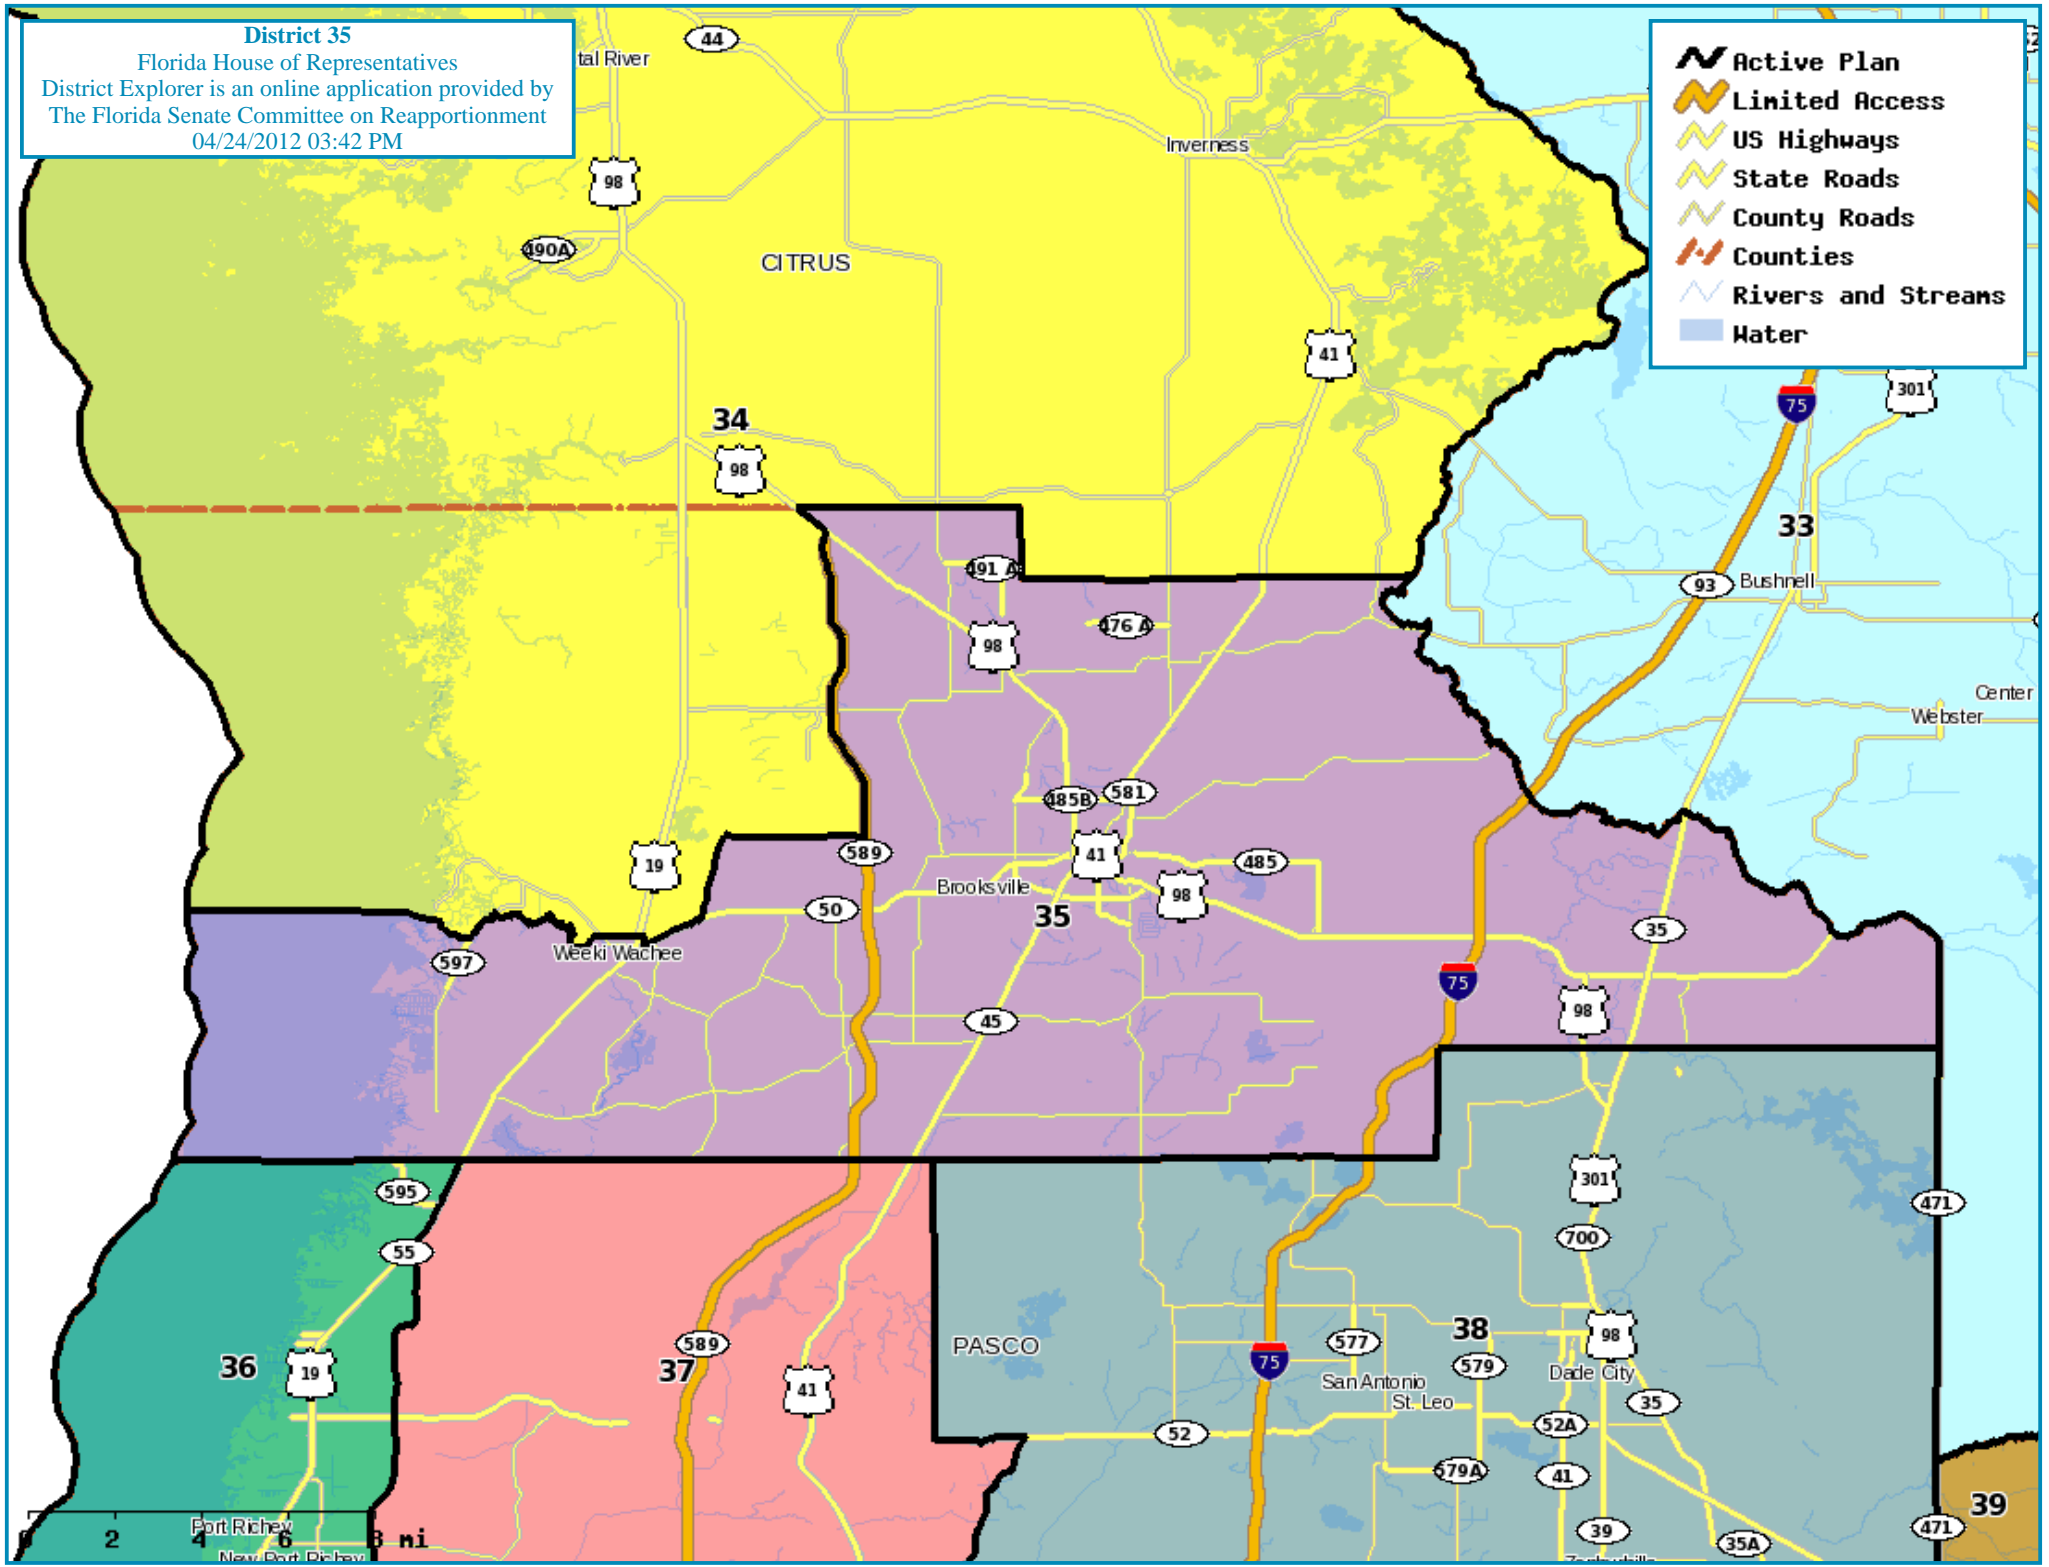 District 35
Florida House of Representatives
District Explorer is an online application provided by
The Florida Senate Committee on Reapportionment
04/24/2012 03:42 PM
Active Plan
Limited Access
US Highways
State Roads
County Roads
Counties
Rivers and Streams
Water
44
tal River
Inverness
98
490A
CITRUS
41
75
301
34
98
33
491 A
93
Bushnell
476 A
98
Center
Webster
485B
581
589
41
485
19
98
Brooksville
50
35
35
Weeki Wachee
597
75
98
45
595
301
471
55
700
36
19
589
37
PASCO
75
577
38
98
579
Dade City
41
San Antonio
St. Leo
35
52
52A
579A
41
39
Port Richey
2
4
6
8 mi
39
471
35A
New Port Richey